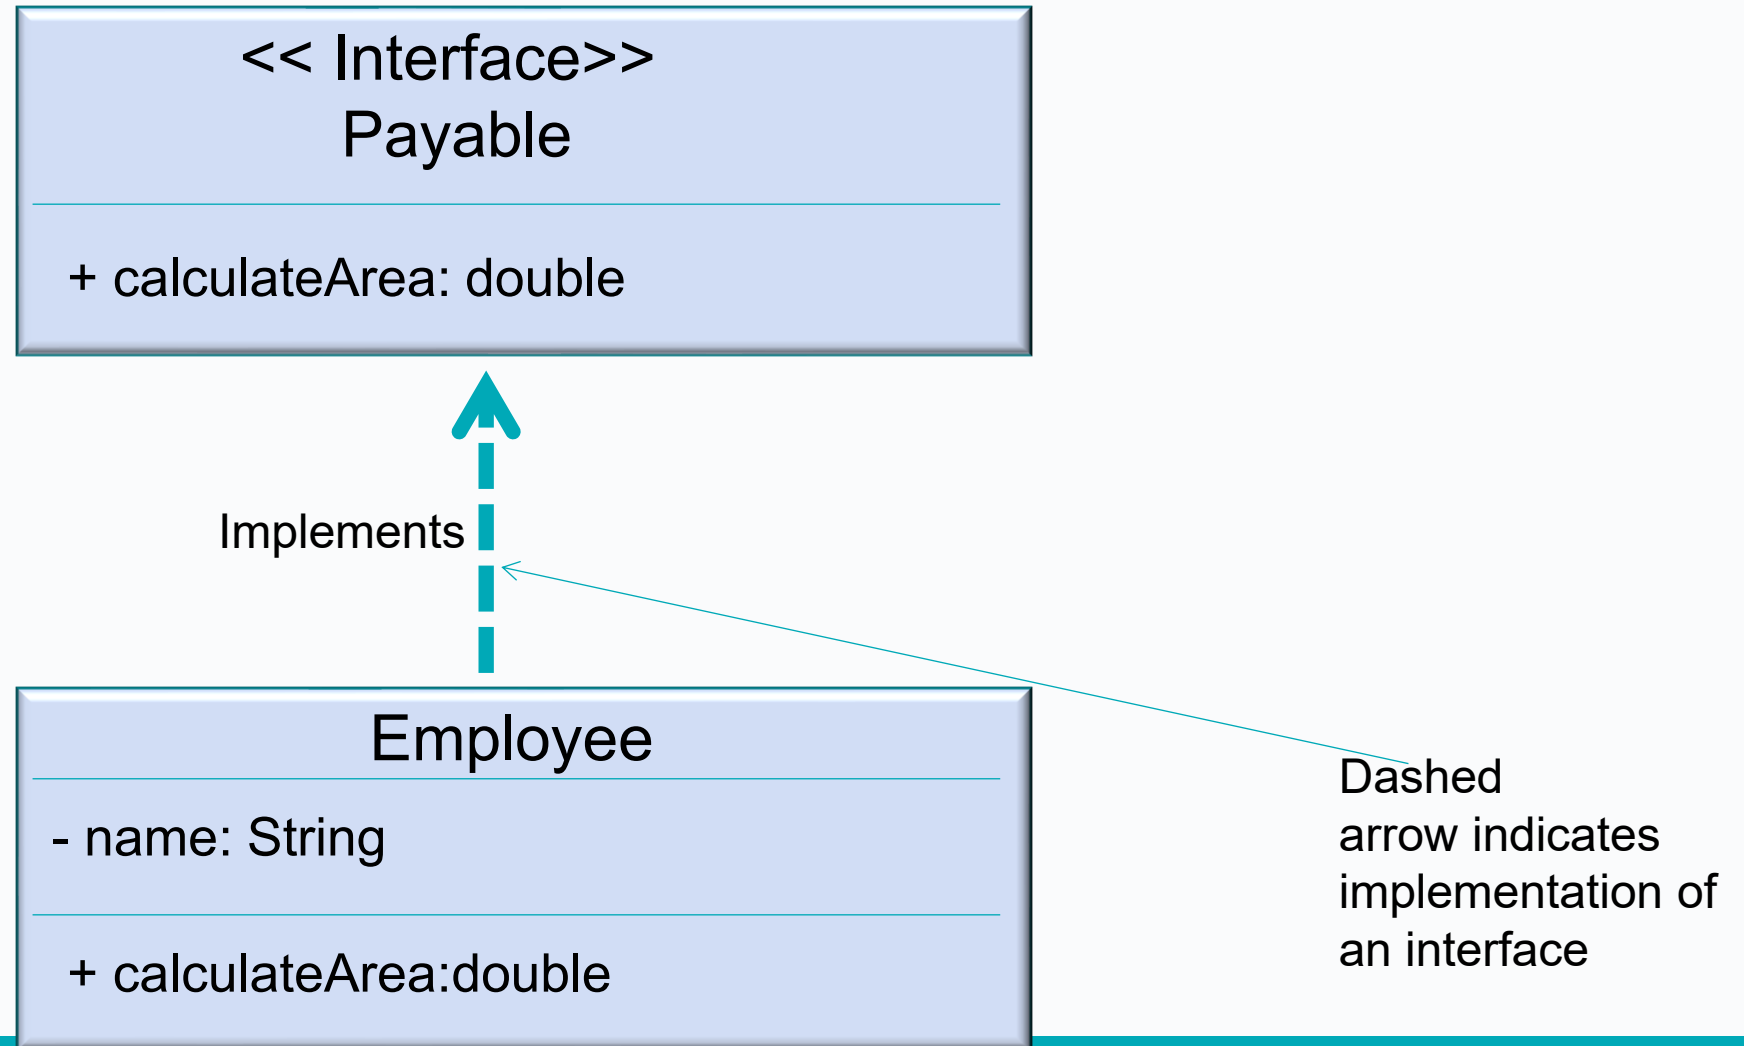 << Interface>>
Payable
+ calculateArea: double
Implements
Employee
- name: String
+ calculateArea:double
Dashed
arrow indicates
implementation of
an interface